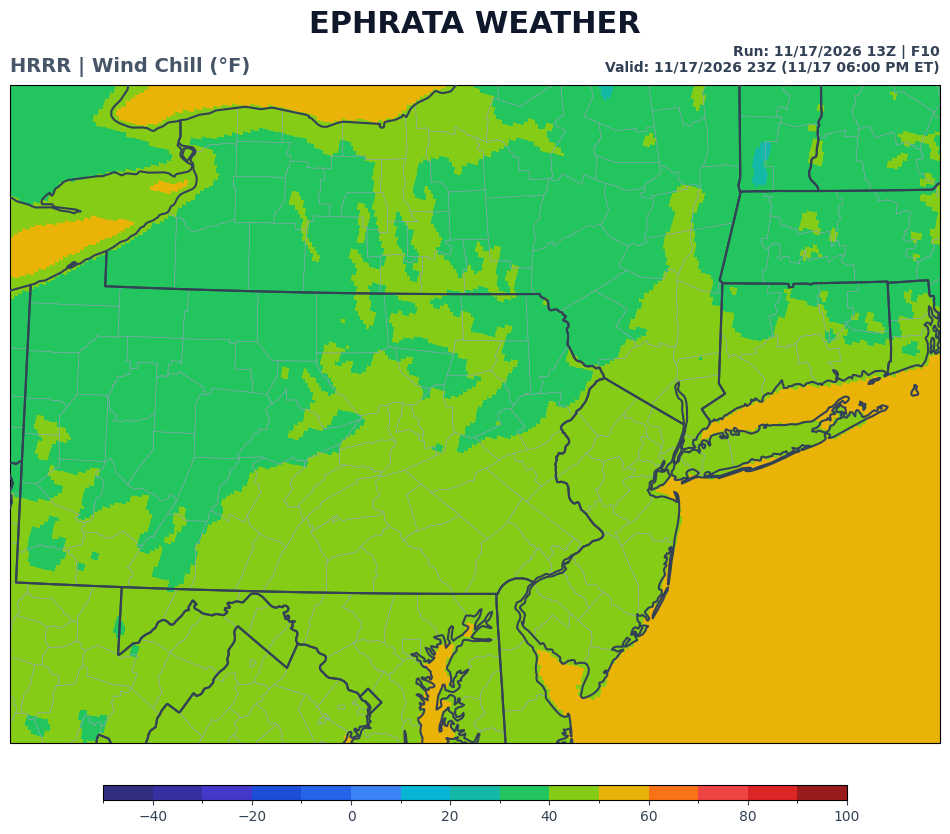 EPHRATA WEATHER
HRRR | Wind Chill (°F)
Run: 11/17/2026 13Z | F10
Valid: 11/17/2026 23Z (11/17 06:00 PM ET)
−40 −20 0 20 40 60 80 100